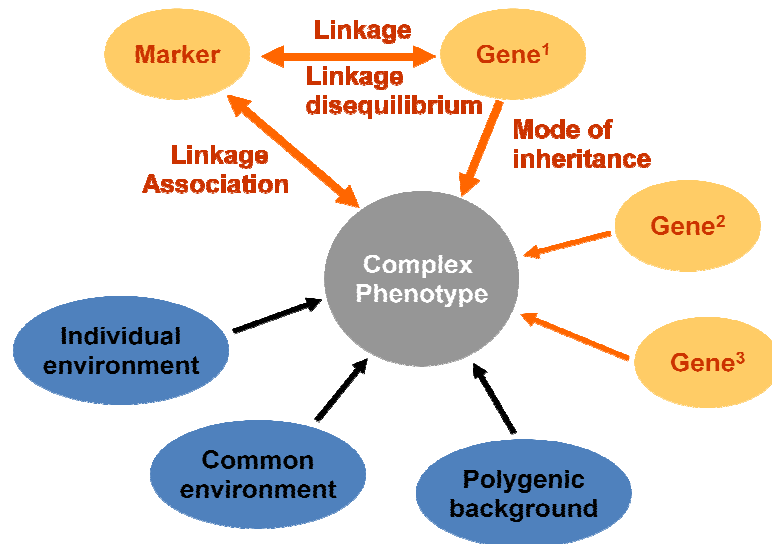 Linkage
Marker
Gene¹
Linkage
disequilibrium
Mode of
inheritance
Linkage
Association
Gene²
Complex
Phenotype
Individual
environment
Gene³
Common
environment
Polygenic
background